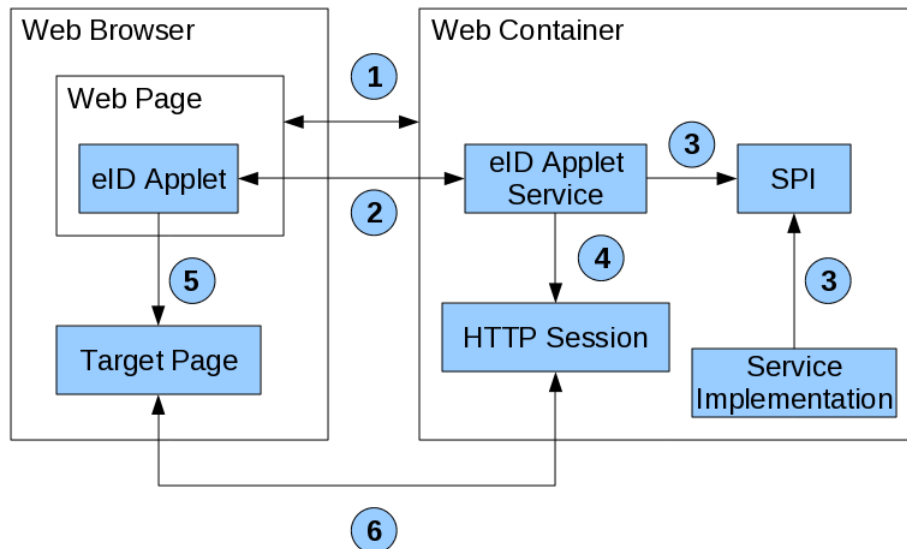 Web Browser
Web Container
Web Page
1
eID Applet
2
eID Applet
Service
3
SPI
5
4
3
Target Page
HTTP Session
Service
Implementation
6